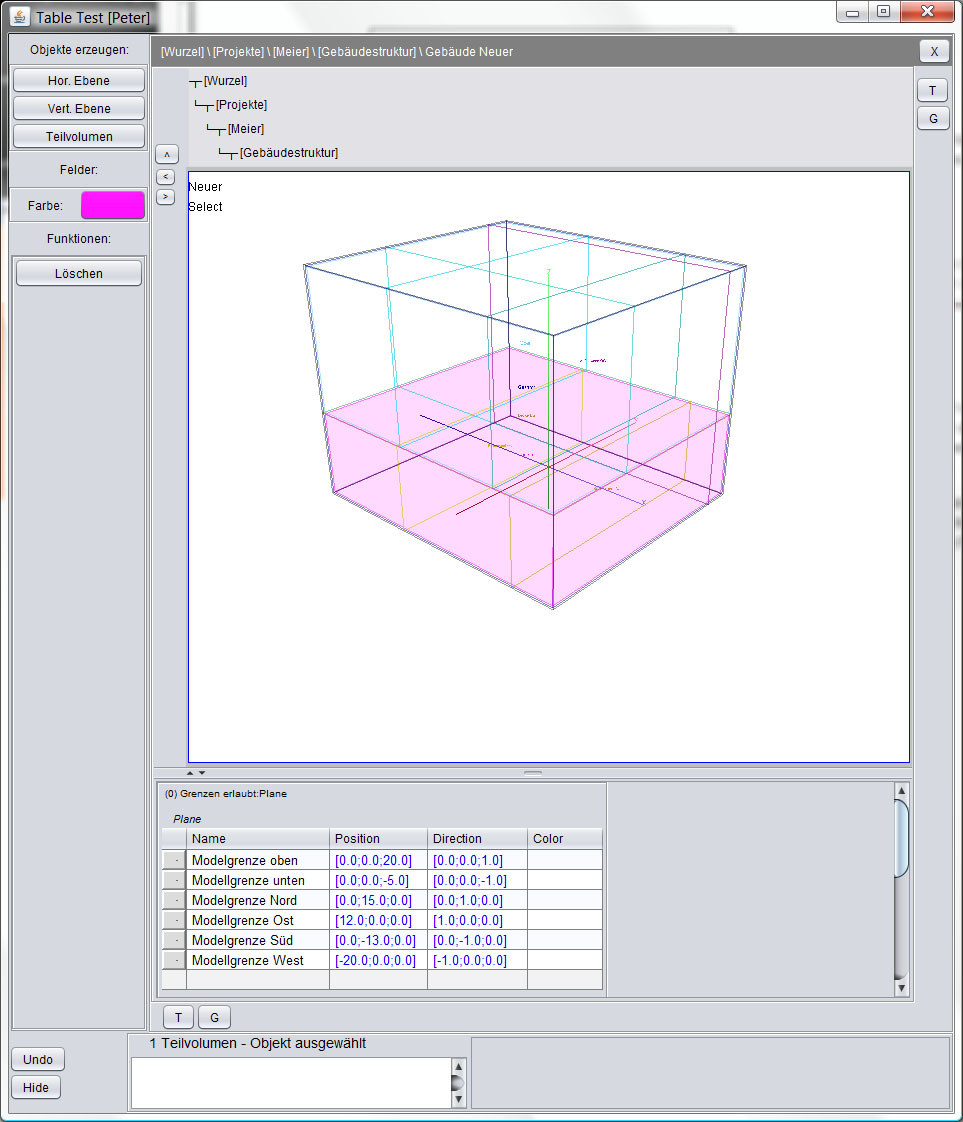 Table Test [Peter]
Objekte erzeugen:
Hor. Ebene
Vert. Ebene
Teilvolumen
Felder:
Farbe:
Funktionen:
Löschen
[Wurzel] \ [Projekte] \ [Meier] \ [Gebäudestruktur] \ Gebäude Neuer
X
[Wurzel]
[Projekte]
[Meier]
[Gebäudestruktur]
T
G
^
<
>
Neuer
Select
(0) Grenzen erlaubt:Plane
Plane
Name Position Direction Color
Modelgrenze oben [0.0;0.0;20.0] [0.0;0.0;1.0]
Modellgrenze unten [0.0;0.0;-5.0] [0.0;0.0;-1.0]
Modelgrenze Nord [0.0;15.0;0.0] [0.0;1.0;0.0]
Modellgrenze Ost [12.0;0.0;0.0] [1.0;0.0;0.0]
Modelgrenze Süd [0.0;-13.0;0.0] [0.0;-1.0;0.0]
Modellgrenze West [-20.0;0.0;0.0] [-1.0;0.0;0.0]
T G
1 Teilvolumen - Objekt ausgewählt
Undo
Hide